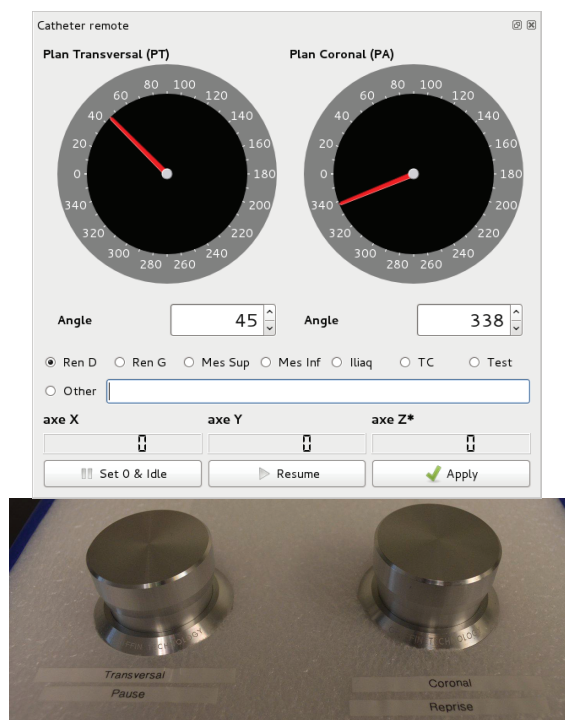 Catheter remote
Plan Transversal (PT)
Plan Coronal (PA)
0 20 40 60 80 100 120 140 160 180 200 220 240 260 280 300 320 340
0 20 40 60 80 100 120 140 160 180 200 220 240 260 280 300 320 340
Angle 45 Angle 338
Ren D Ren G Mes Sup Mes Inf Iliaq TC Test
Other
axe X axe Y axe Z*
0 0 0
Set 0 & Idle Resume Apply
TECHNOLOGY
Transversal
Pause
Coronal
Reprise